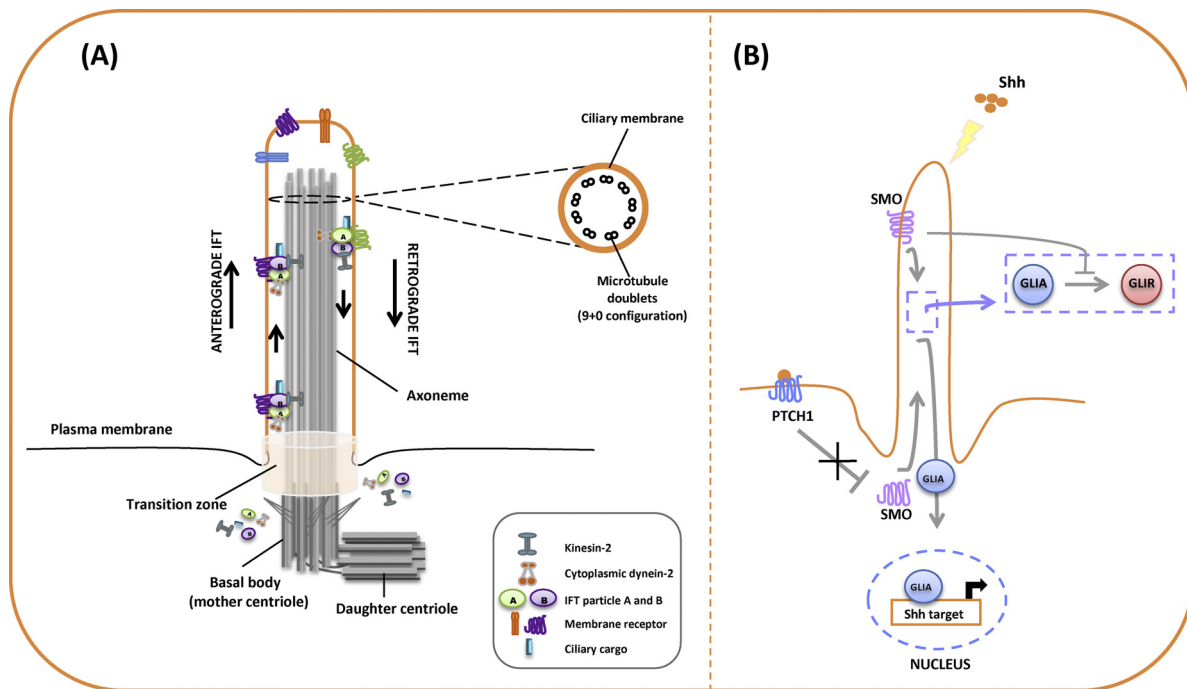 (A)
Ciliary membrane
Microtubule
doublets
(9+0 configuration)
ANTEROGRADE IFT
RETROGRADE IFT
B
A
A
B
B
A
Axoneme
Plasma membrane
Transition zone
A
B
A
B
Basal body
(mother centriole)
Daughter centriole
Kinesin-2
Cytoplasmic dynein-2
A
B
IFT particle A and B
Membrane receptor
Ciliary cargo
(B)
Shh
SMO
GLIA
GLIR
PTCH1
SMO
GLIA
GLIA
Shh target
NUCLEUS